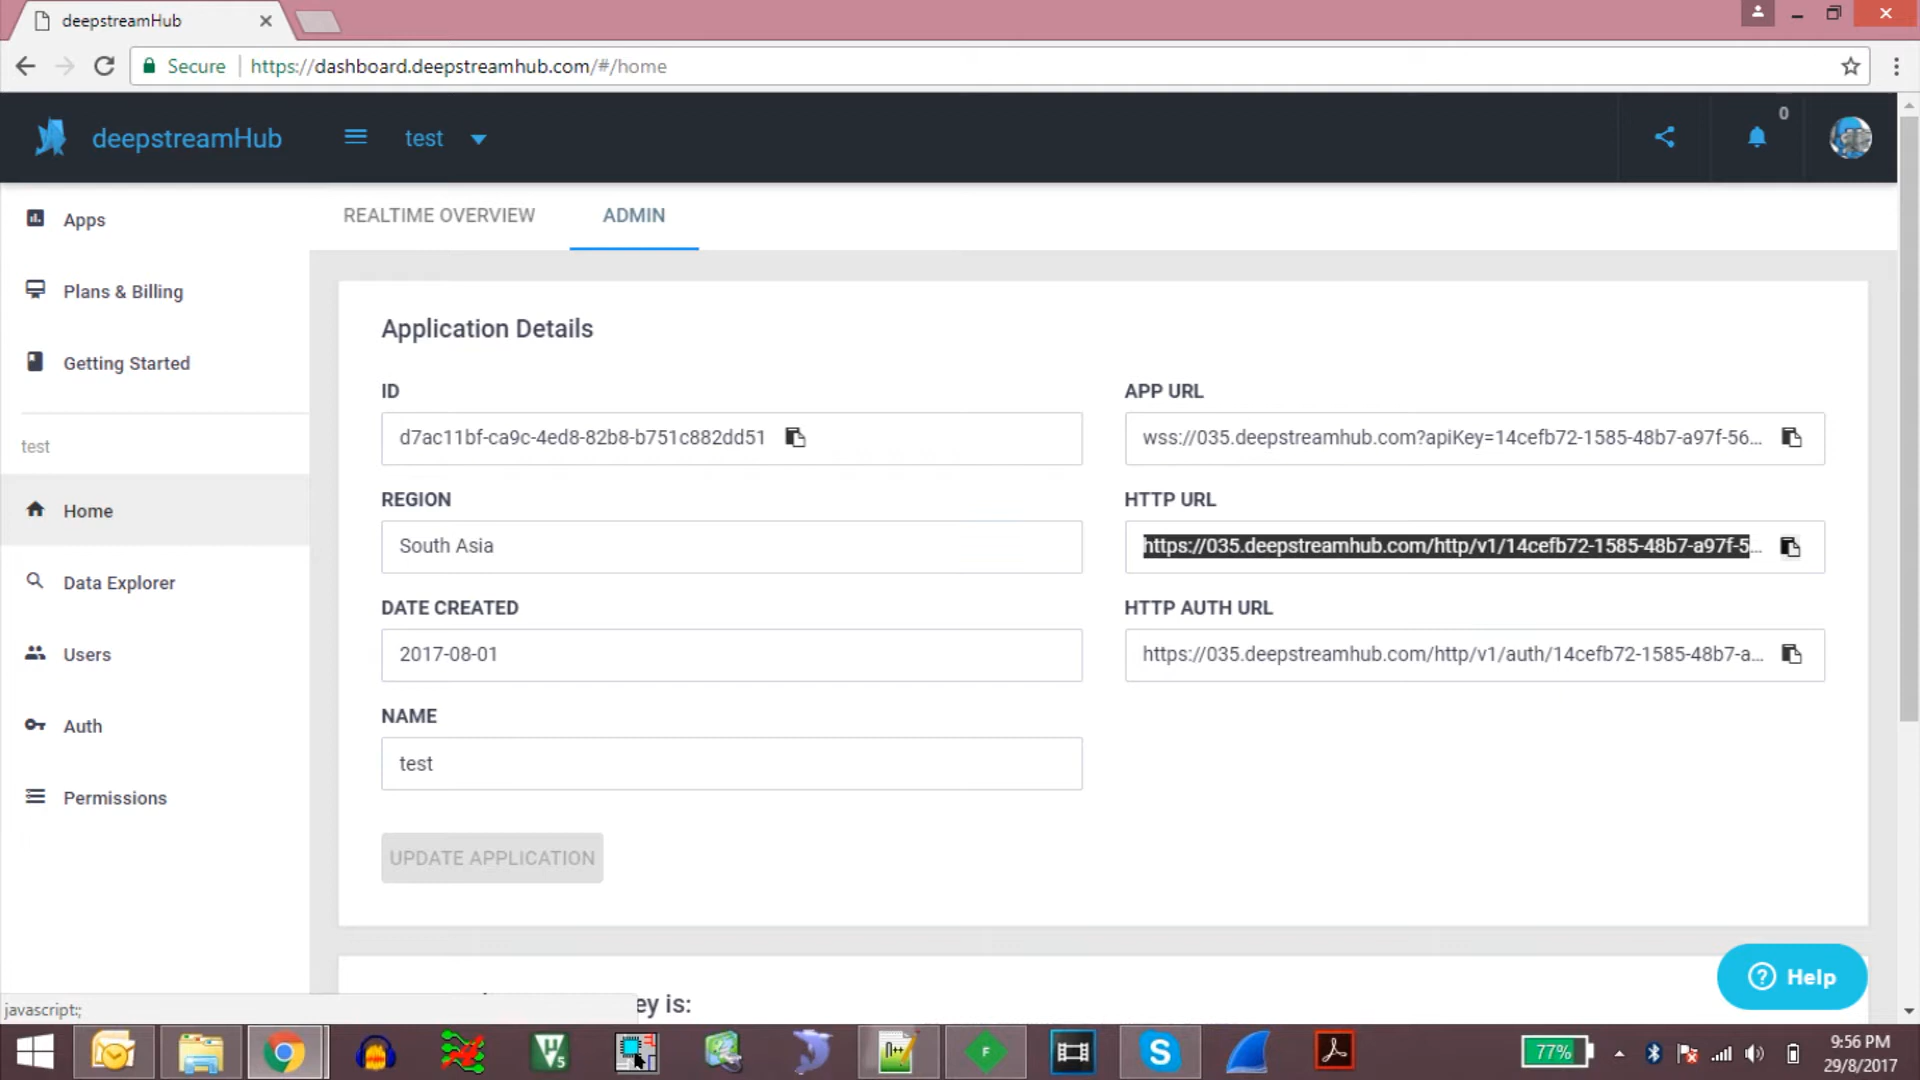 deepstreamHub
Secure
https://dashboard.deepstreamhub.com/#/home
deepstreamHub
test
0
Apps
Plans & Billing
Getting Started
test
Home
Data Explorer
Users
Auth
Permissions
REALTIME OVERVIEW
ADMIN
Application Details
ID
d7ac11bf-ca9c-4ed8-82b8-b751c882dd51
REGION
South Asia
DATE CREATED
2017-08-01
NAME
test
UPDATE APPLICATION
APP URL
wss://035.deepstreamhub.com?apiKey=14cefb72-1585-48b7-a97f-56...
HTTP URL
https://035.deepstreamhub.com/http/v1/14cefb72-1585-48b7-a97f-5...
HTTP AUTH URL
https://035.deepstreamhub.com/http/v1/auth/14cefb72-1585-48b7-a...
ey is:
Help
javascript:;
77%
9:56 PM
29/8/2017